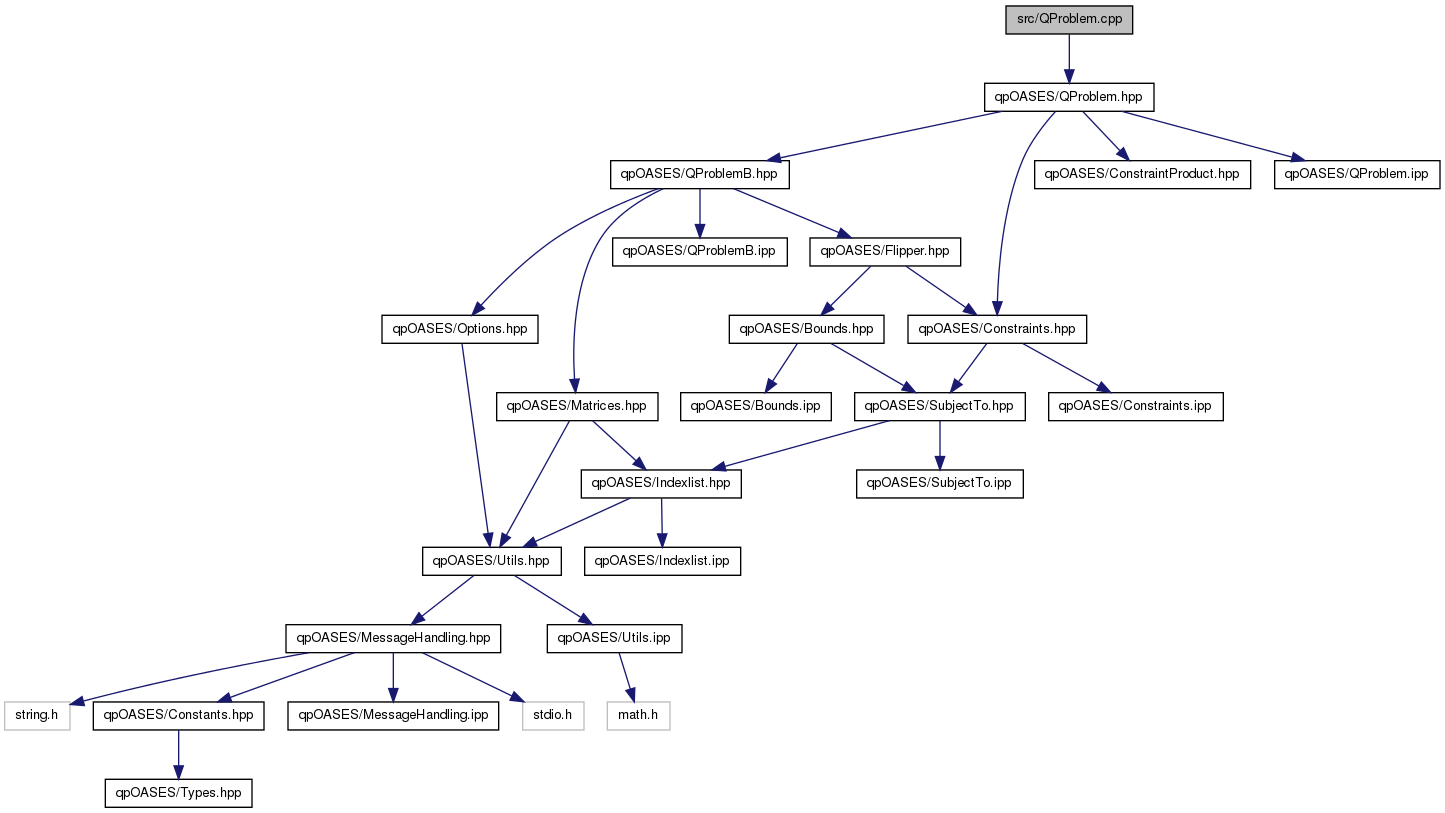 src/QProblem.cpp
qpOASES/QProblem.hpp
qpOASES/QProblemB.hpp
qpOASES/ConstraintProduct.hpp
qpOASES/QProblem.ipp
qpOASES/QProblemB.ipp
qpOASES/Flipper.hpp
qpOASES/Options.hpp
qpOASES/Bounds.hpp
qpOASES/Constraints.hpp
qpOASES/Matrices.hpp
qpOASES/Bounds.ipp
qpOASES/SubjectTo.hpp
qpOASES/Constraints.ipp
qpOASES/Indexlist.hpp
qpOASES/SubjectTo.ipp
qpOASES/Utils.hpp
qpOASES/Indexlist.ipp
qpOASES/MessageHandling.hpp
qpOASES/Utils.ipp
string.h
qpOASES/Constants.hpp
qpOASES/MessageHandling.ipp
stdio.h
math.h
qpOASES/Types.hpp